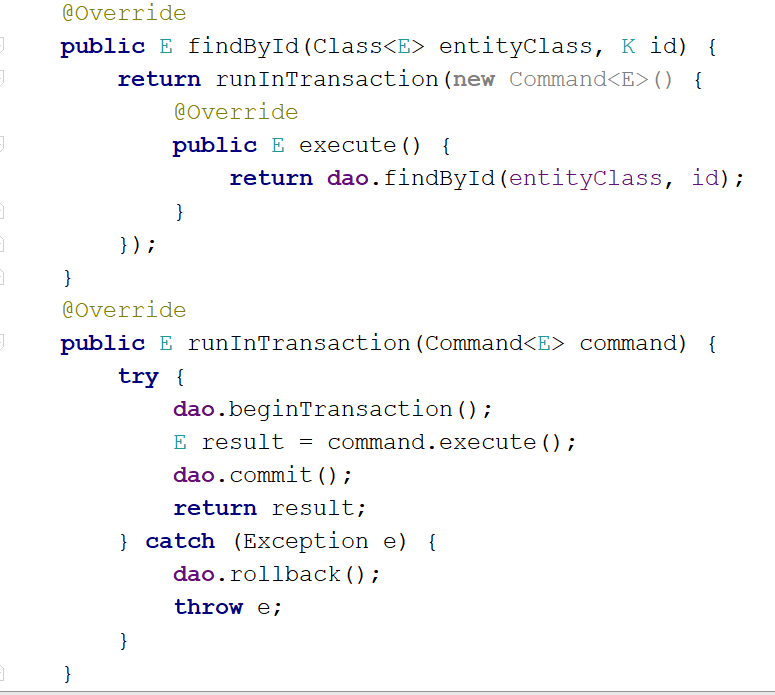 @Override
public E findById(Class<E> entityClass, K id) {
    return runInTransaction(new Command<E>() {
        @Override
        public E execute() {
            return dao.findById(entityClass, id);
        }
    });
}
@Override
public E runInTransaction(Command<E> command) {
    try {
        dao.beginTransaction();
        E result = command.execute();
        dao.commit();
        return result;
    } catch (Exception e) {
        dao.rollback();
        throw e;
    }
}